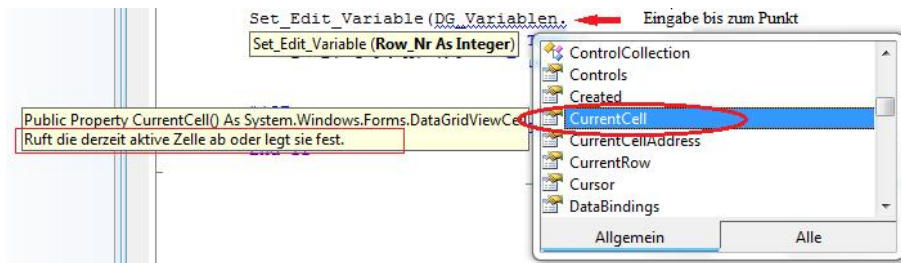 Set_Edit_Variable(DG_Variablen.
Eingabe bis zum Punkt
Set_Edit_Variable (Row_Nr As Integer)
ControlCollection
Controls
Created
CurrentCell
CurrentCellAddress
CurrentRow
Cursor
DataBindings
Allgemein
Alle
Public Property CurrentCell() As System.Windows.Forms.DataGridViewCell
Ruft die derzeit aktive Zelle ab oder legt sie fest.